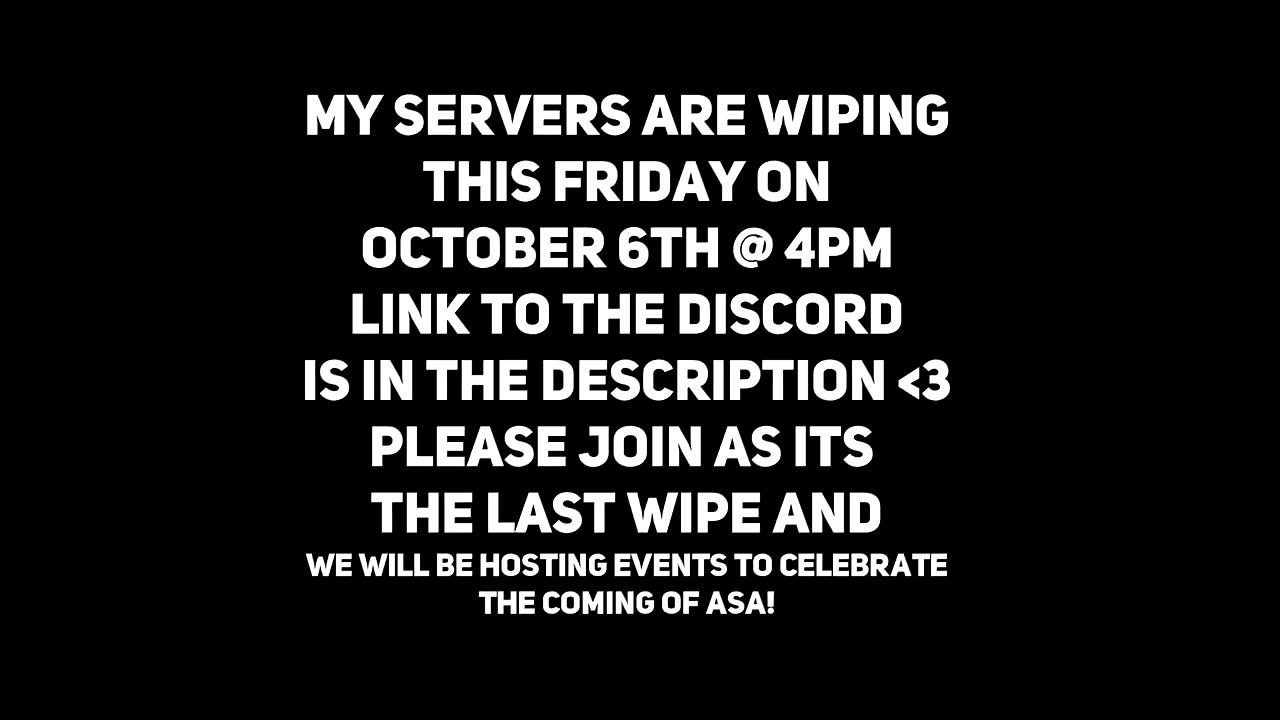 MY SERVERS ARE WIPING
THIS FRIDAY ON
OCTOBER 6TH @ 4PM
LINK TO THE DISCORD
IS IN THE DESCRIPTION <3
PLEASE JOIN AS ITS
THE LAST WIPE AND
WE WILL BE HOSTING EVENTS TO CELEBRATE
THE COMING OF ASA!